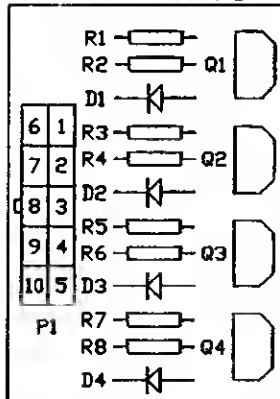 R1
R2 Q1
D1
6 1 R3
7 2 R4 Q2
D2
8 3 R5
9 4 R6 Q3
10 5 D3
P1 R7
R8 Q4
D4